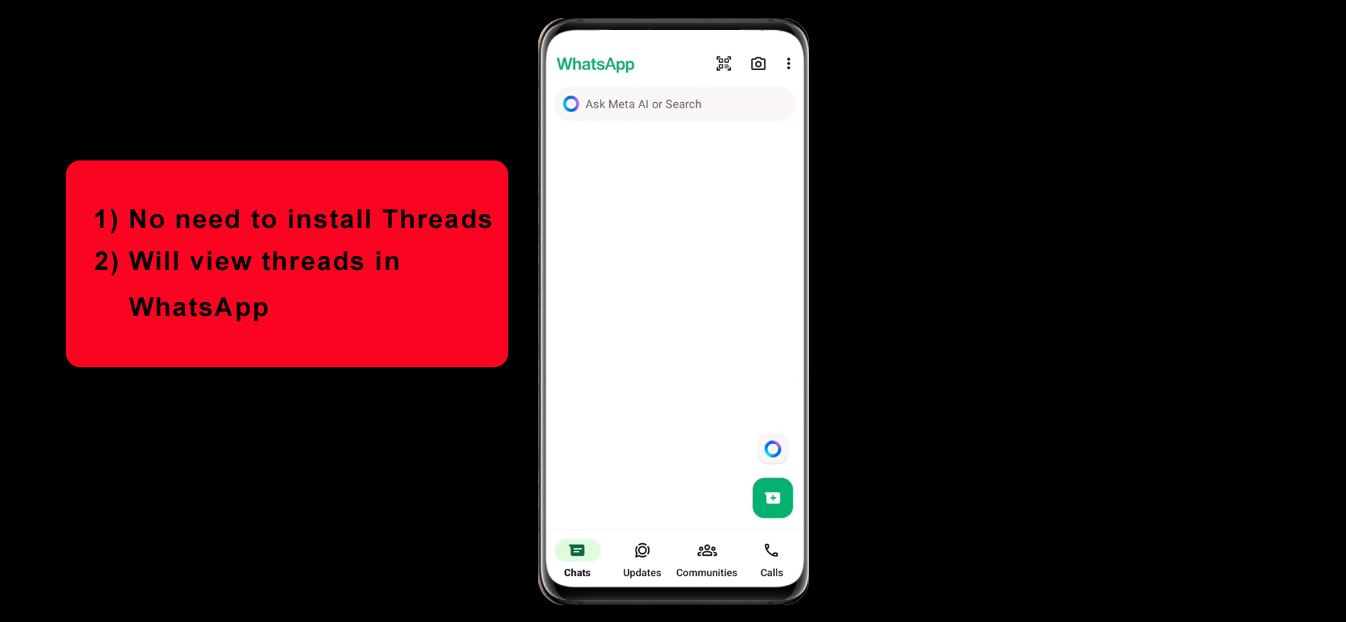 1) No need to install Threads
2) Will view threads in
WhatsApp
WhatsApp
Ask Meta AI or Search
Chats Updates Communities Calls